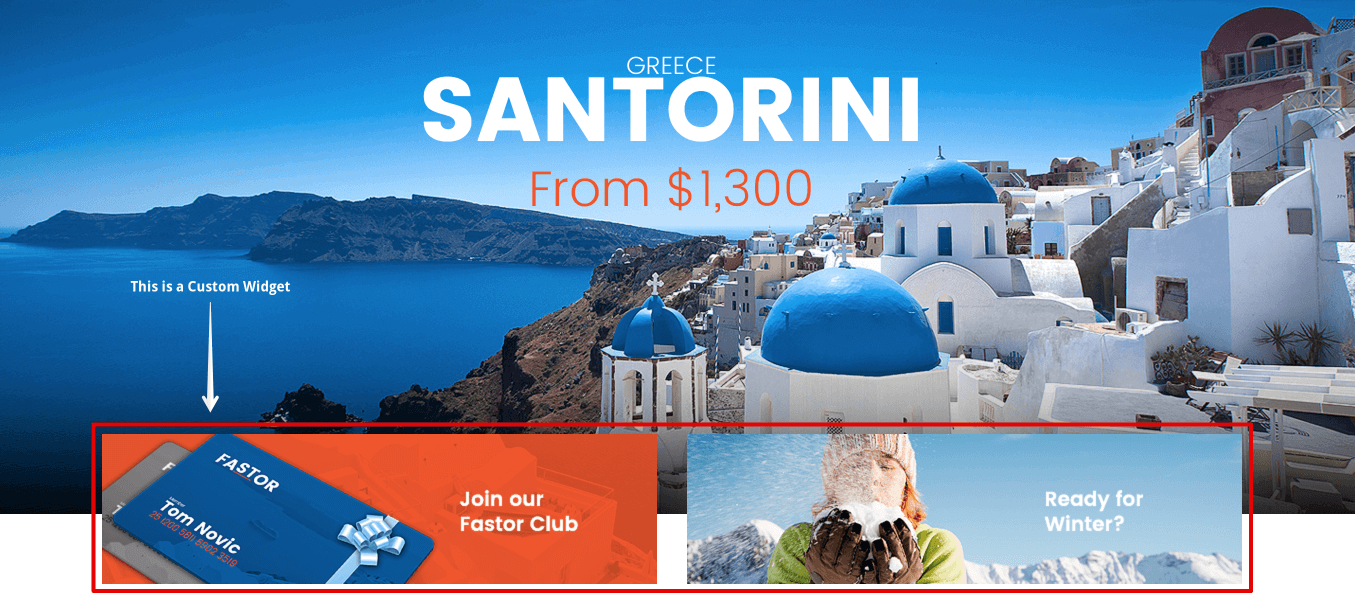 GREECE
SANTORINI
From $1,300
This is a Custom Widget
FASTOR
Tom Novic
Join our
Fastor Club
Ready for
Winter?